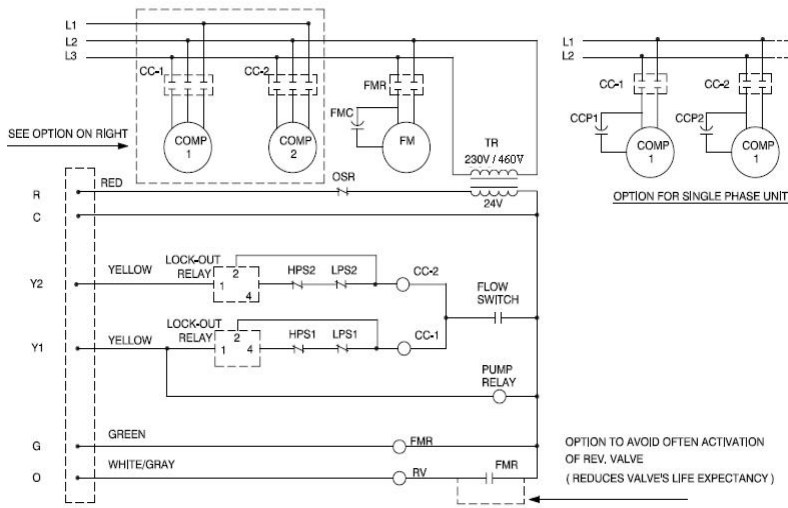 L1
L2
L3
CC-1
CC-2
FMR
FMC
COMP
1
COMP
2
FM
SEE OPTION ON RIGHT
TR
230V / 460V
24V
L1
L2
CC-1
CC-2
CCP1
CCP2
COMP
1
COMP
1
OPTION FOR SINGLE PHASE UNIT
R
RED
OSR
C
Y2
YELLOW
LOCK-OUT
RELAY
1
2
4
HPS2
LPS2
CC-2
FLOW
SWITCH
Y1
YELLOW
LOCK-OUT
RELAY
1
2
4
HPS1
LPS1
CC-1
PUMP
RELAY
G
GREEN
FMR
O
WHITE/GRAY
RV
FMR
OPTION TO AVOID OFTEN ACTIVATION
OF REV. VALVE
( REDUCES VALVE'S LIFE EXPECTANCY )